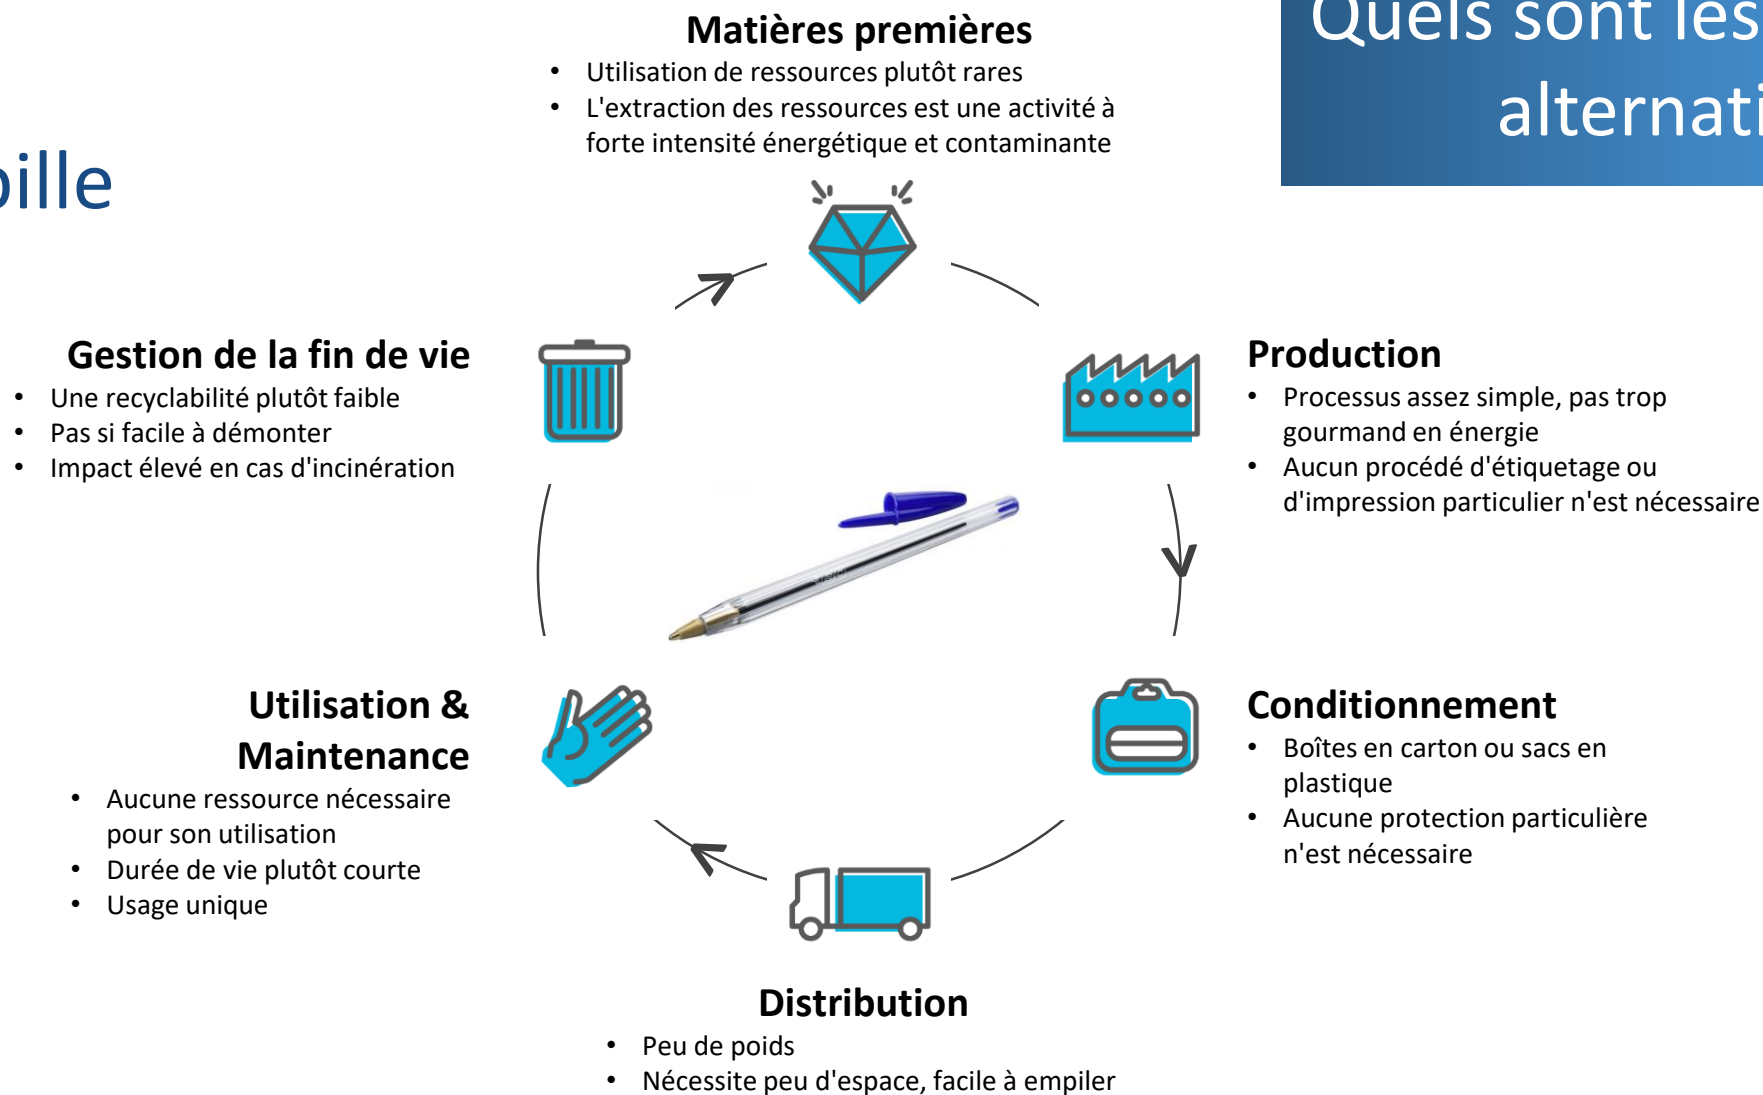 Matières premières
• Utilisation de ressources plutôt rares
• L'extraction des ressources est une activité à
forte intensité énergétique et contaminante
Quels sont les
Gestion de la fin de vie
• Une recyclabilité plutôt faible
• Pas si facile à démonter
• Impact élevé en cas d'incinération
Production
• Processus assez simple, pas trop
gourmand en énergie
• Aucun procédé d'étiquetage ou
d'impression particulier n'est nécessaire
Utilisation &
Maintenance
• Aucune ressource nécessaire
pour son utilisation
• Durée de vie plutôt courte
• Usage unique
Conditionnement
• Boîtes en carton ou sacs en
plastique
• Aucune protection particulière
n'est nécessaire
Distribution
• Peu de poids
• Nécessite peu d'espace, facile à empiler